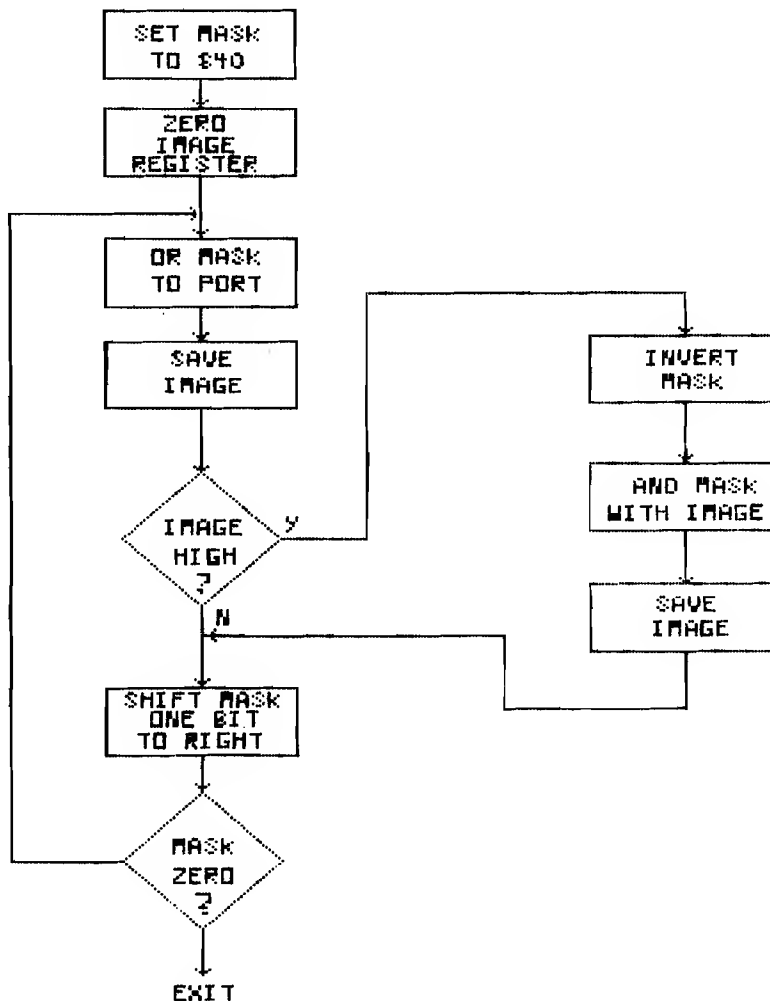 SET MASK
TO $40
ZERO
IMAGE
REGISTER
OR MASK
TO PORT
SAVE
IMAGE
IMAGE
HIGH
?
Y
N
INVERT
MASK
AND MASK
WITH IMAGE
SAVE
IMAGE
SHIFT MASK
ONE BIT
TO RIGHT
MASK
ZERO
?
EXIT